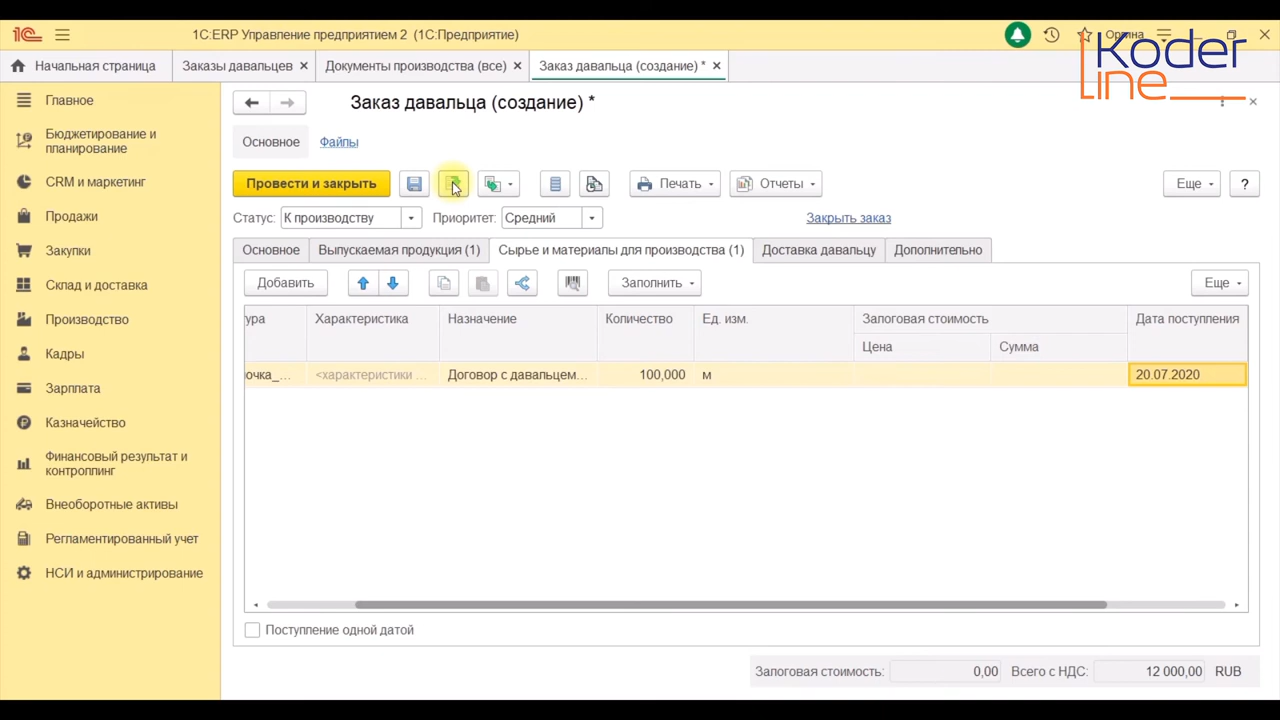 1С:ERP Управление предприятием 2 (1С:Предприятие)
Koder
line
Начальная страница
Заказы давальцев ×
Документы производства (все) ×
Заказ давальца (создание) * ×
Главное
Бюджетирование и
планирование
CRM и маркетинг
Продажи
Закупки
Склад и доставка
Производство
Кадры
Зарплата
Казначейство
Финансовый результат и
контроллинг
Внеоборотные активы
Регламентированный учет
НСИ и администрирование
Заказ давальца (создание) *
Основное Файлы
Провести и закрыть Печать Отчеты Еще ?
Статус: К производству Приоритет: Средний Закрыть заказ
Основное Выпускаемая продукция (1) Сырье и материалы для производства (1) Доставка давальцу Дополнительно
Добавить Заполнить Еще
тура Характеристика Назначение Количество Ед. изм. Залоговая стоимость Дата поступления
Цена Сумма
очка_... <характеристики ... Договор с давальцем... 100,000 м 20.07.2020
Поступление одной датой
Залоговая стоимость: 0,00 Всего с НДС: 12 000,00 RUB